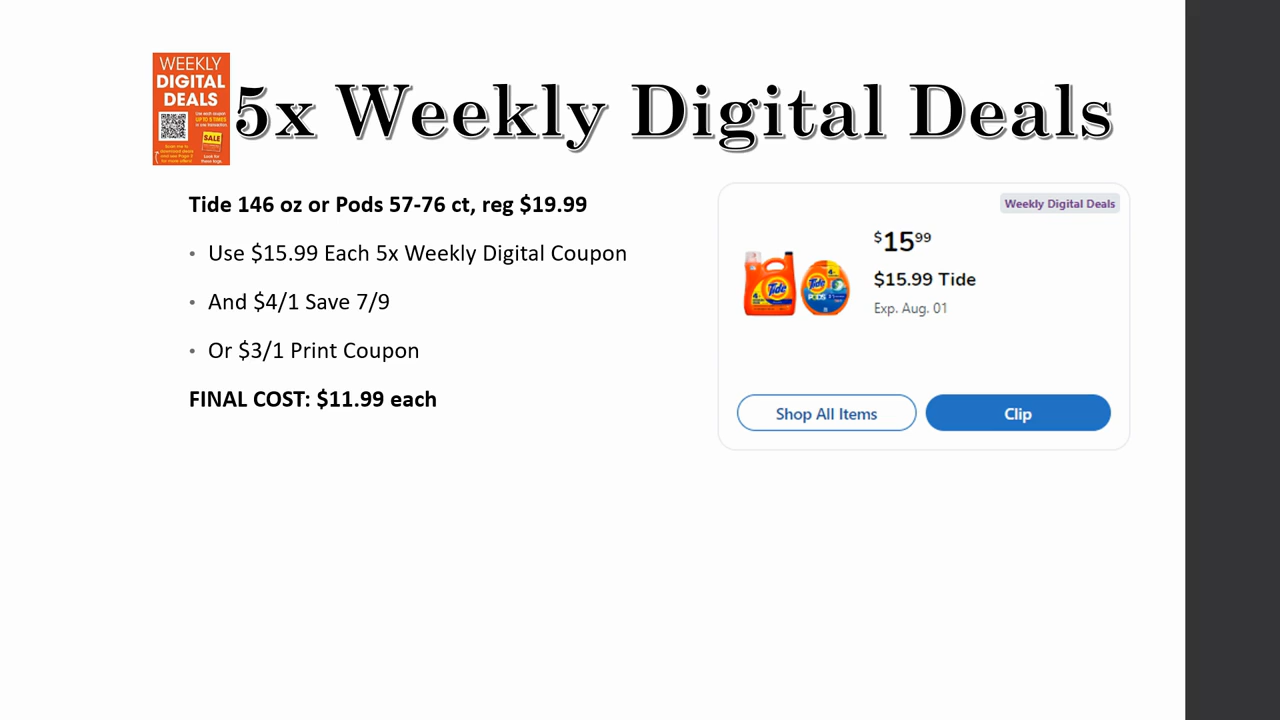 WEEKLY
DIGITAL
DEALS
SALE
5x Weekly Digital Deals
Tide 146 oz or Pods 57-76 ct, reg $19.99
• Use $15.99 Each 5x Weekly Digital Coupon
• And $4/1 Save 7/9
• Or $3/1 Print Coupon
FINAL COST: $11.99 each
Weekly Digital Deals
$15 99
$15.99 Tide
Exp. Aug. 01
Tide
Tide
PODS
Shop All Items
Clip